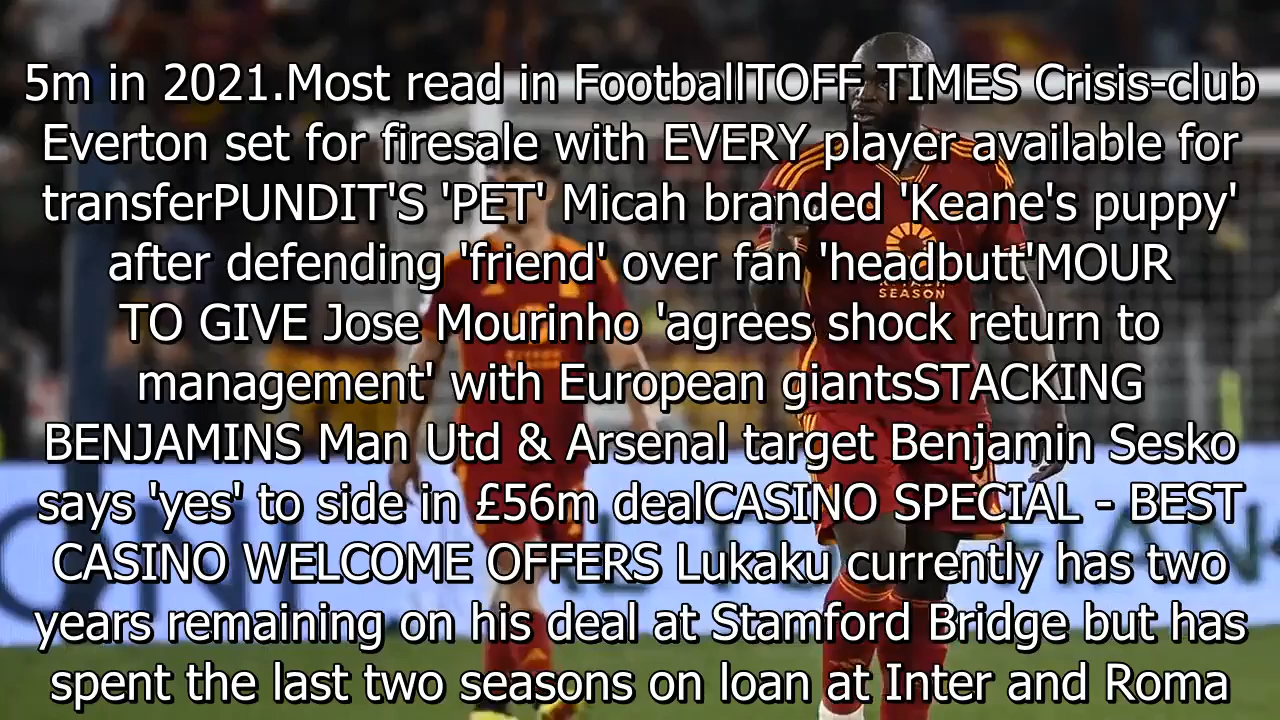 5m in 2021.Most read in FootballTOFF TIMES Crisis-club
Everton set for firesale with EVERY player available for
transferPUNDIT'S 'PET' Micah branded 'Keane's puppy'
after defending 'friend' over fan 'headbutt'MOUR
TO GIVE Jose Mourinho 'agrees shock return to
management' with European giantsSTACKING
BENJAMINS Man Utd & Arsenal target Benjamin Sesko
says 'yes' to side in £56m dealCASINO SPECIAL - BEST
CASINO WELCOME OFFERS Lukaku currently has two
years remaining on his deal at Stamford Bridge but has
spent the last two seasons on loan at Inter and Roma
SEASON